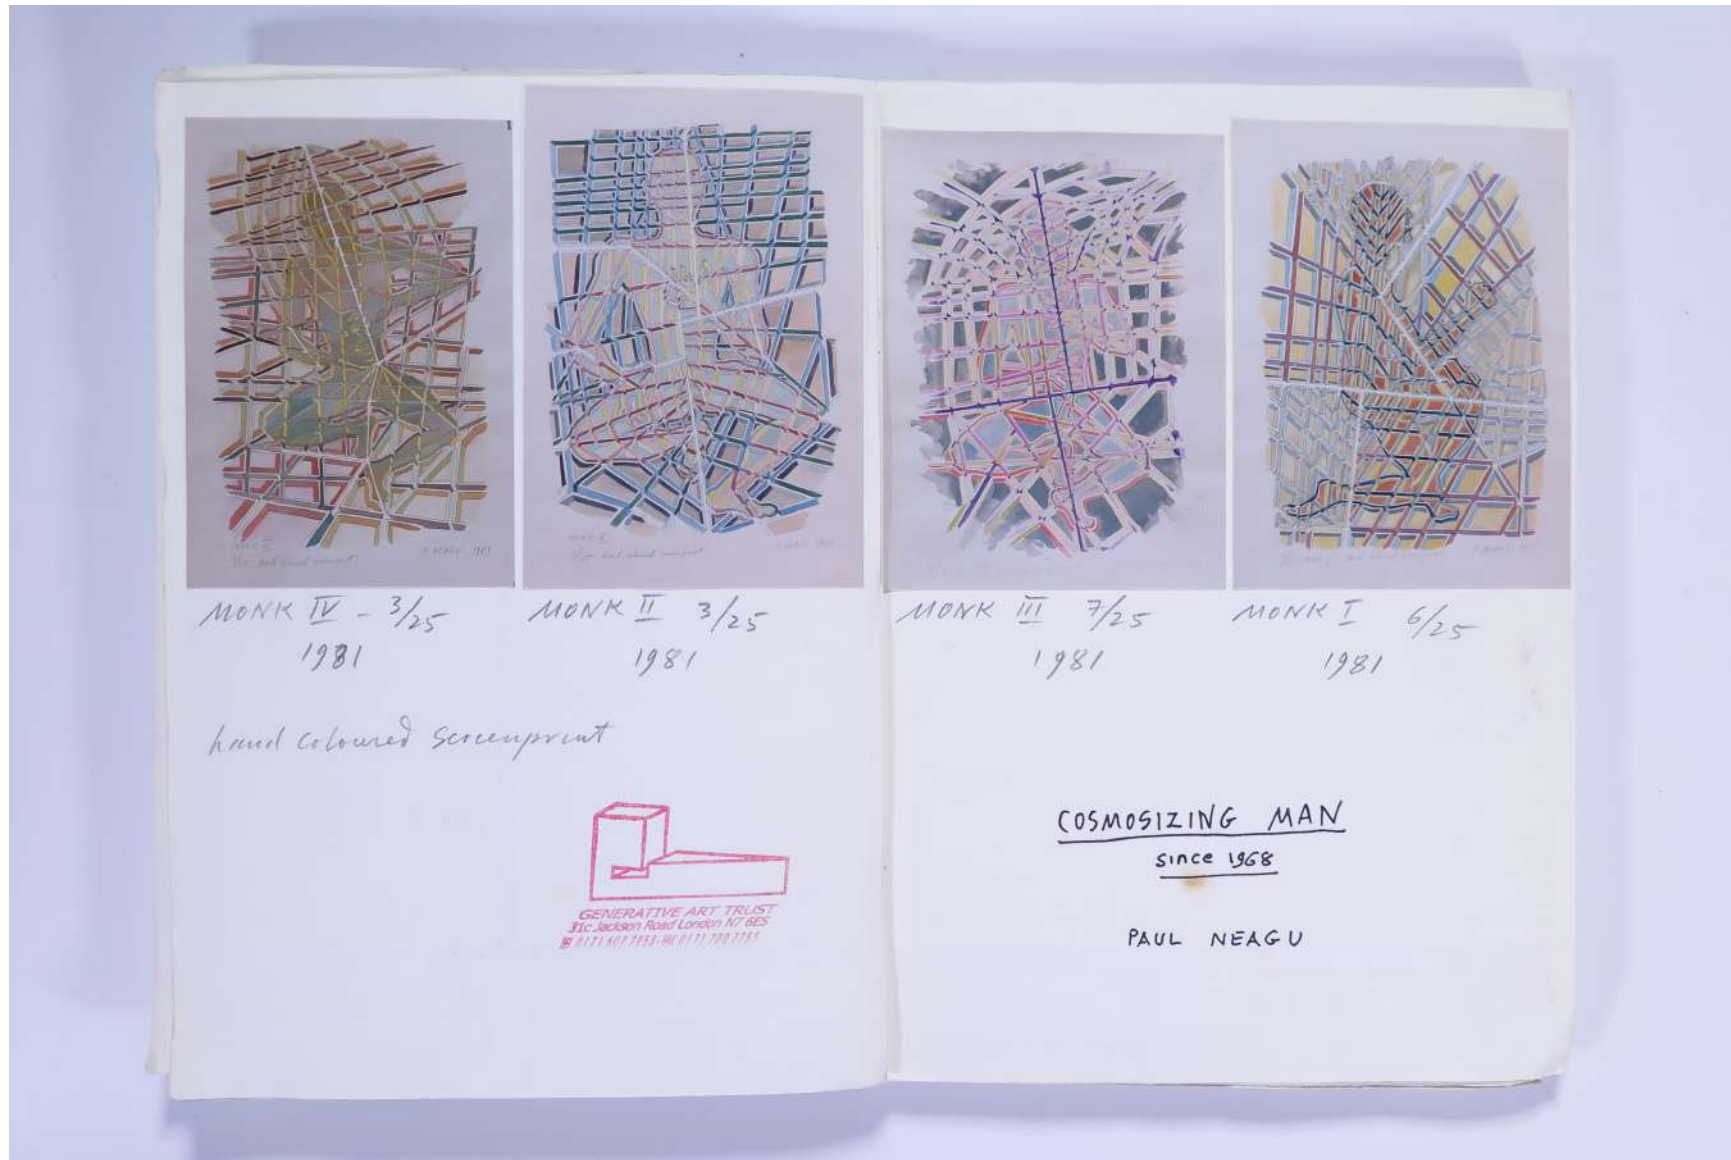 MONK IV - 3/25
1981
MONK II 3/25
1981
hand coloured screenprint
GENERATIVE ART TRUST
31c Jackson Road London N7 6ES
MONK III 7/25
1981
MONK I 6/25
1981
COSMOSIZING MAN
since 1968
PAUL NEAGU